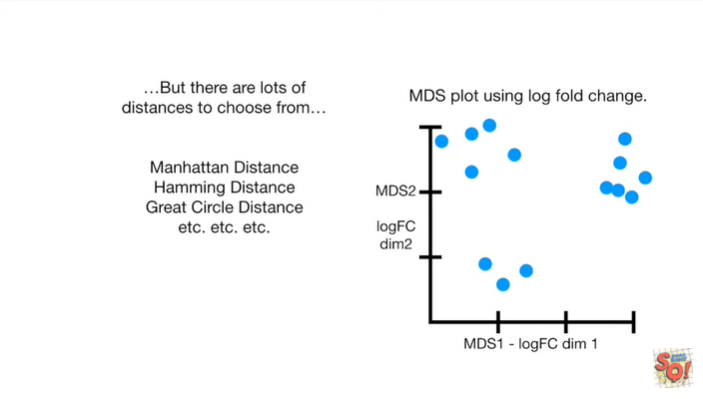 …But there are lots of
distances to choose from…
Manhattan Distance
Hamming Distance
Great Circle Distance
etc. etc. etc.
MDS plot using log fold change.
MDS2
logFC
dim2
MDS1 - logFC dim 1
SQ!